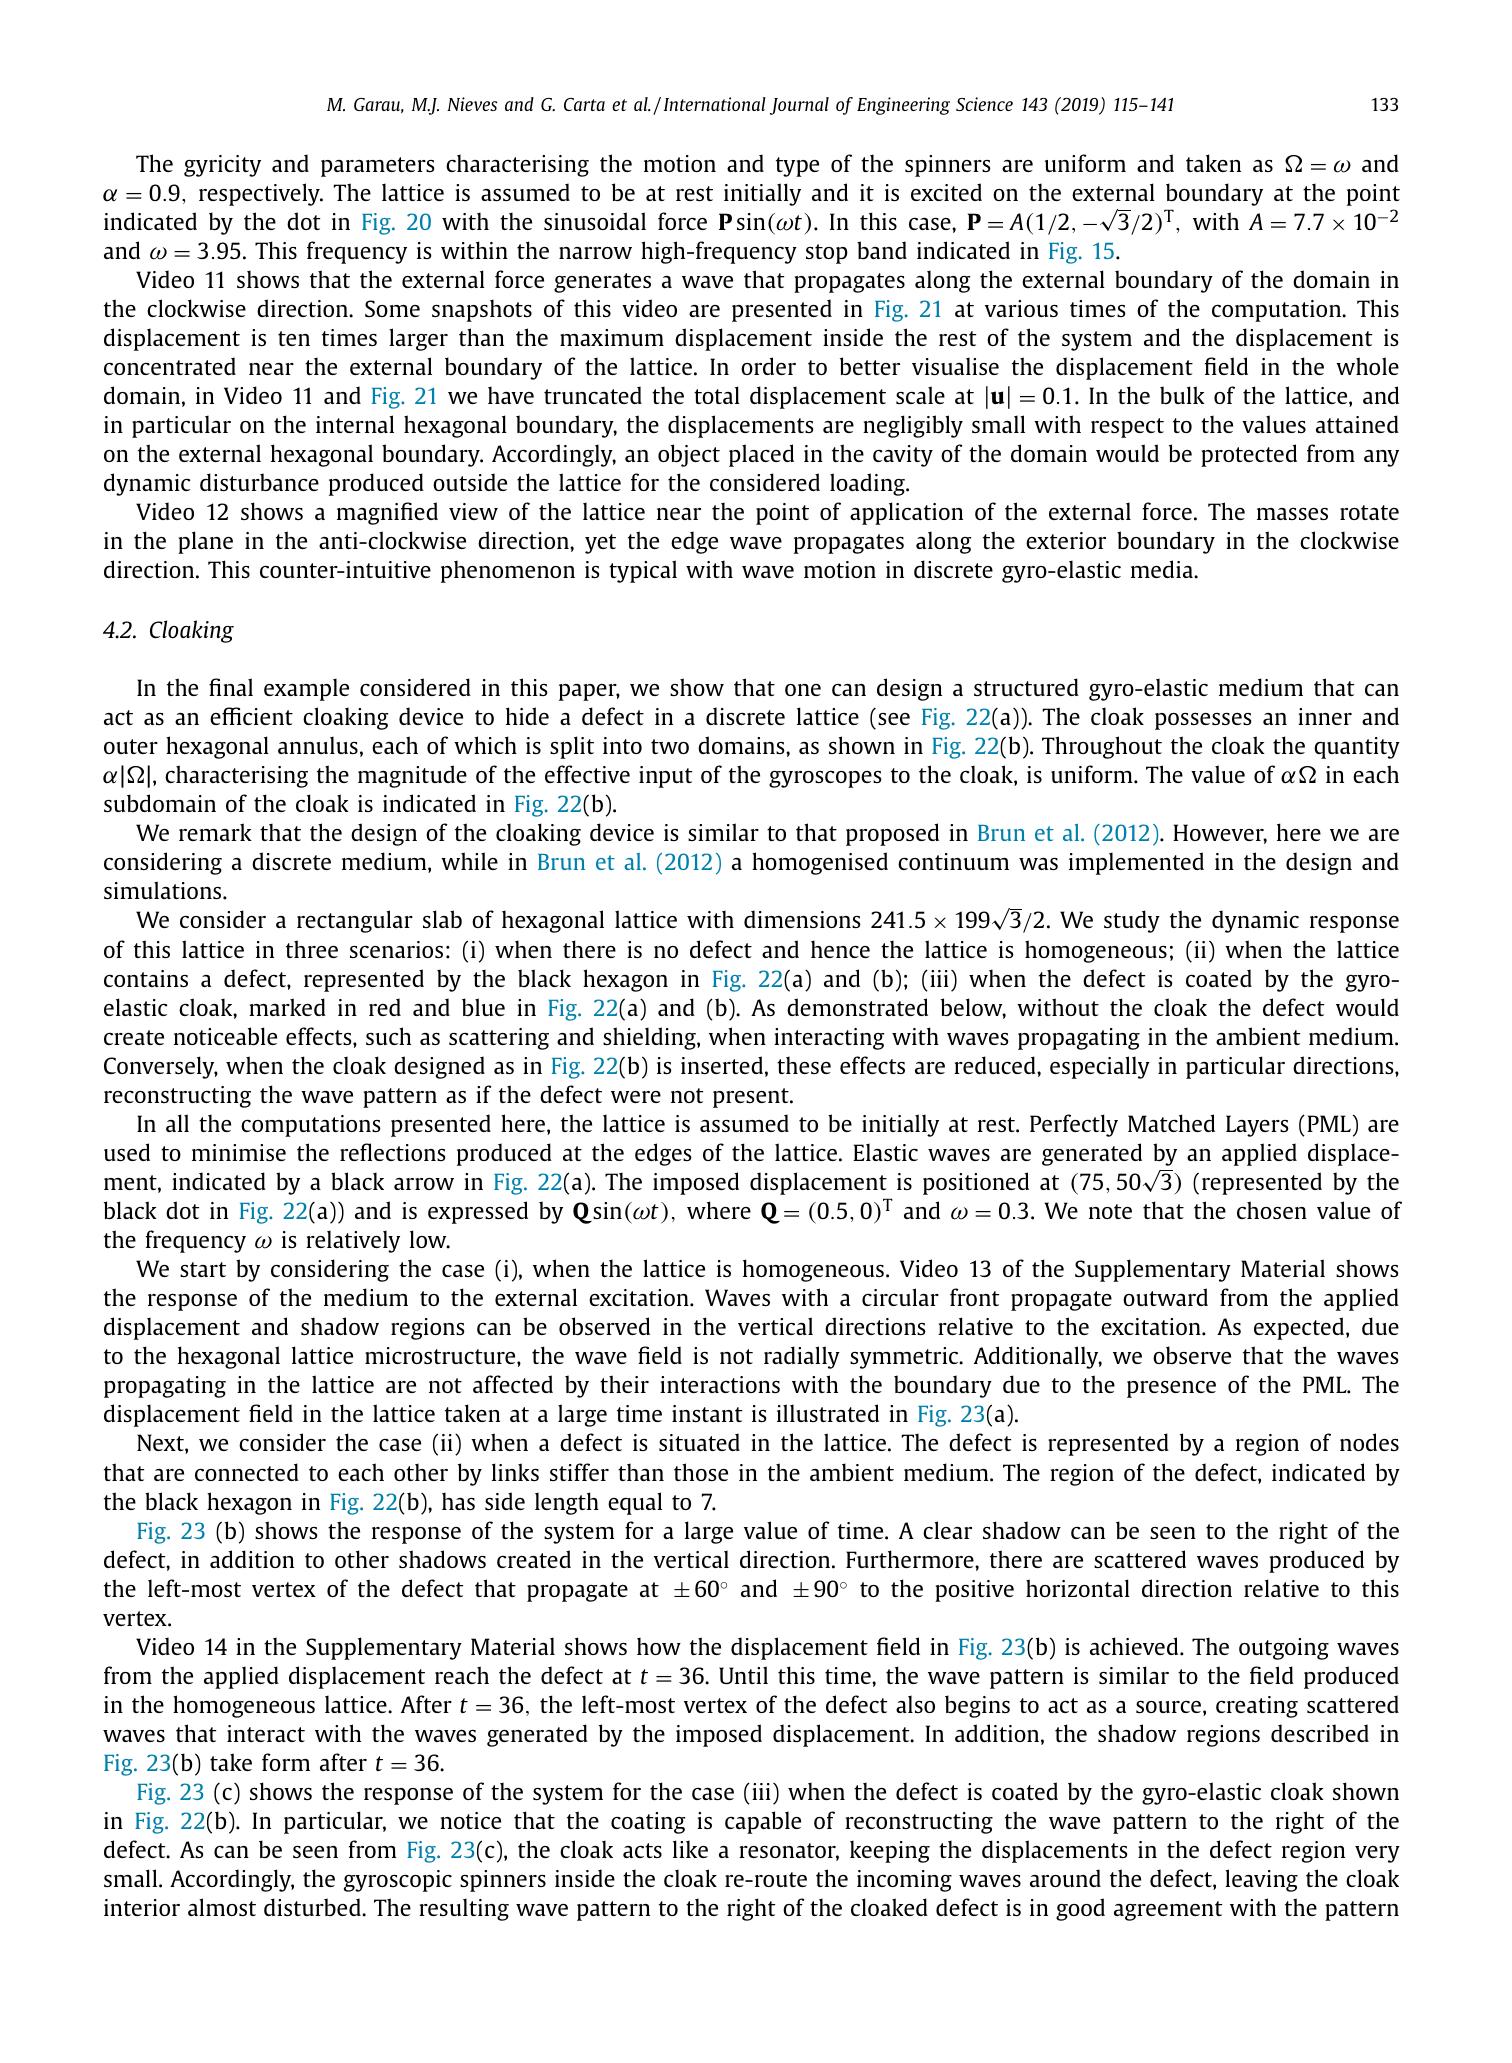 M. Garau, M.J. Nieves and G. Carta et al. / International Journal of Engineering Science 143 (2019) 115–141 133
The gyricity and parameters characterising the motion and type of the spinners are uniform and taken as Ω = ω and
α = 0.9, respectively. The lattice is assumed to be at rest initially and it is excited on the external boundary at the point
indicated by the dot in Fig. 20 with the sinusoidal force P sin(ωt). In this case, P = A(1/2, −√3/2)ᵀ, with A = 7.7 × 10⁻²
and ω = 3.95. This frequency is within the narrow high-frequency stop band indicated in Fig. 15.
Video 11 shows that the external force generates a wave that propagates along the external boundary of the domain in
the clockwise direction. Some snapshots of this video are presented in Fig. 21 at various times of the computation. This
displacement is ten times larger than the maximum displacement inside the rest of the system and the displacement is
concentrated near the external boundary of the lattice. In order to better visualise the displacement field in the whole
domain, in Video 11 and Fig. 21 we have truncated the total displacement scale at |u| = 0.1. In the bulk of the lattice, and
in particular on the internal hexagonal boundary, the displacements are negligibly small with respect to the values attained
on the external hexagonal boundary. Accordingly, an object placed in the cavity of the domain would be protected from any
dynamic disturbance produced outside the lattice for the considered loading.
Video 12 shows a magnified view of the lattice near the point of application of the external force. The masses rotate
in the plane in the anti-clockwise direction, yet the edge wave propagates along the exterior boundary in the clockwise
direction. This counter-intuitive phenomenon is typical with wave motion in discrete gyro-elastic media.
4.2. Cloaking
In the final example considered in this paper, we show that one can design a structured gyro-elastic medium that can
act as an efficient cloaking device to hide a defect in a discrete lattice (see Fig. 22(a)). The cloak possesses an inner and
outer hexagonal annulus, each of which is split into two domains, as shown in Fig. 22(b). Throughout the cloak the quantity
α|Ω|, characterising the magnitude of the effective input of the gyroscopes to the cloak, is uniform. The value of αΩ in each
subdomain of the cloak is indicated in Fig. 22(b).
We remark that the design of the cloaking device is similar to that proposed in Brun et al. (2012). However, here we are
considering a discrete medium, while in Brun et al. (2012) a homogenised continuum was implemented in the design and
simulations.
We consider a rectangular slab of hexagonal lattice with dimensions 241.5 × 199√3/2. We study the dynamic response
of this lattice in three scenarios: (i) when there is no defect and hence the lattice is homogeneous; (ii) when the lattice
contains a defect, represented by the black hexagon in Fig. 22(a) and (b); (iii) when the defect is coated by the gyro-
elastic cloak, marked in red and blue in Fig. 22(a) and (b). As demonstrated below, without the cloak the defect would
create noticeable effects, such as scattering and shielding, when interacting with waves propagating in the ambient medium.
Conversely, when the cloak designed as in Fig. 22(b) is inserted, these effects are reduced, especially in particular directions,
reconstructing the wave pattern as if the defect were not present.
In all the computations presented here, the lattice is assumed to be initially at rest. Perfectly Matched Layers (PML) are
used to minimise the reflections produced at the edges of the lattice. Elastic waves are generated by an applied displace-
ment, indicated by a black arrow in Fig. 22(a). The imposed displacement is positioned at (75, 50√3) (represented by the
black dot in Fig. 22(a)) and is expressed by Q sin(ωt), where Q = (0.5, 0)ᵀ and ω = 0.3. We note that the chosen value of
the frequency ω is relatively low.
We start by considering the case (i), when the lattice is homogeneous. Video 13 of the Supplementary Material shows
the response of the medium to the external excitation. Waves with a circular front propagate outward from the applied
displacement and shadow regions can be observed in the vertical directions relative to the excitation. As expected, due
to the hexagonal lattice microstructure, the wave field is not radially symmetric. Additionally, we observe that the waves
propagating in the lattice are not affected by their interactions with the boundary due to the presence of the PML. The
displacement field in the lattice taken at a large time instant is illustrated in Fig. 23(a).
Next, we consider the case (ii) when a defect is situated in the lattice. The defect is represented by a region of nodes
that are connected to each other by links stiffer than those in the ambient medium. The region of the defect, indicated by
the black hexagon in Fig. 22(b), has side length equal to 7.
Fig. 23 (b) shows the response of the system for a large value of time. A clear shadow can be seen to the right of the
defect, in addition to other shadows created in the vertical direction. Furthermore, there are scattered waves produced by
the left-most vertex of the defect that propagate at ±60° and ±90° to the positive horizontal direction relative to this
vertex.
Video 14 in the Supplementary Material shows how the displacement field in Fig. 23(b) is achieved. The outgoing waves
from the applied displacement reach the defect at t = 36. Until this time, the wave pattern is similar to the field produced
in the homogeneous lattice. After t = 36, the left-most vertex of the defect also begins to act as a source, creating scattered
waves that interact with the waves generated by the imposed displacement. In addition, the shadow regions described in
Fig. 23(b) take form after t = 36.
Fig. 23 (c) shows the response of the system for the case (iii) when the defect is coated by the gyro-elastic cloak shown
in Fig. 22(b). In particular, we notice that the coating is capable of reconstructing the wave pattern to the right of the
defect. As can be seen from Fig. 23(c), the cloak acts like a resonator, keeping the displacements in the defect region very
small. Accordingly, the gyroscopic spinners inside the cloak re-route the incoming waves around the defect, leaving the cloak
interior almost disturbed. The resulting wave pattern to the right of the cloaked defect is in good agreement with the pattern